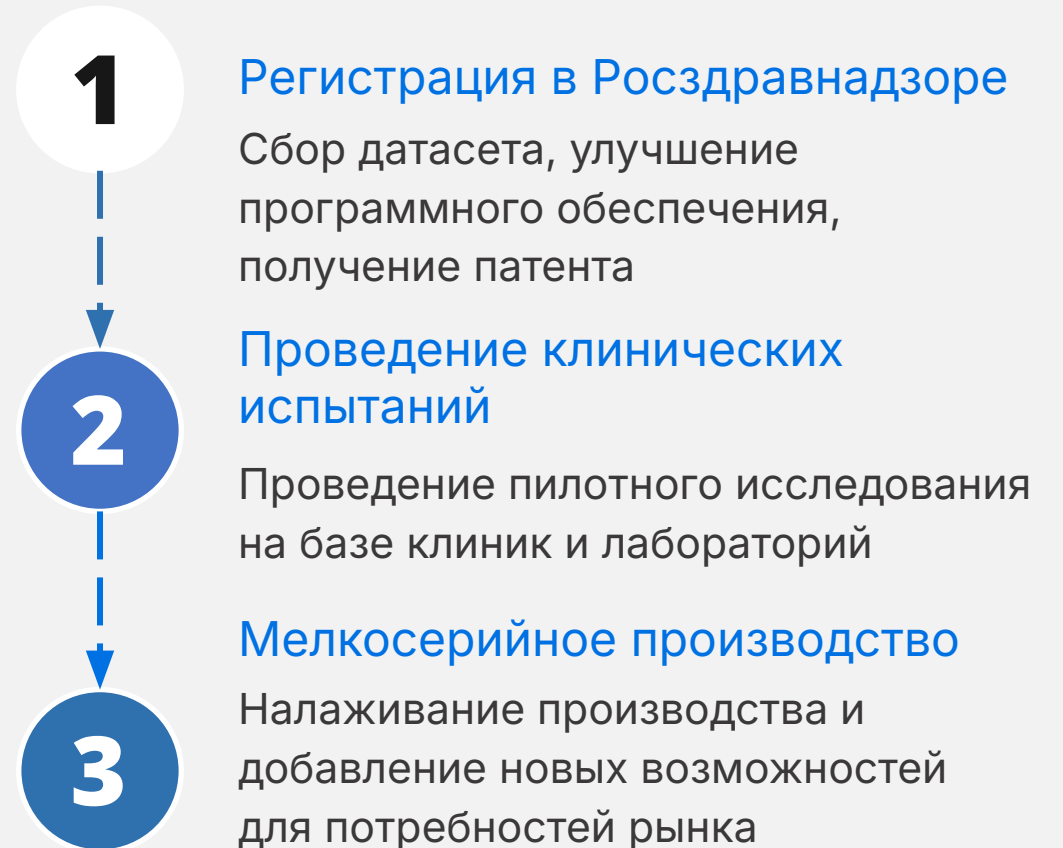 1
Регистрация в Росздравнадзоре
Сбор датасета, улучшение
программного обеспечения,
получение патента
2
Проведение клинических
испытаний
Проведение пилотного исследования
на базе клиник и лабораторий
3
Мелкосерийное производство
Налаживание производства и
добавление новых возможностей
для потребностей рынка